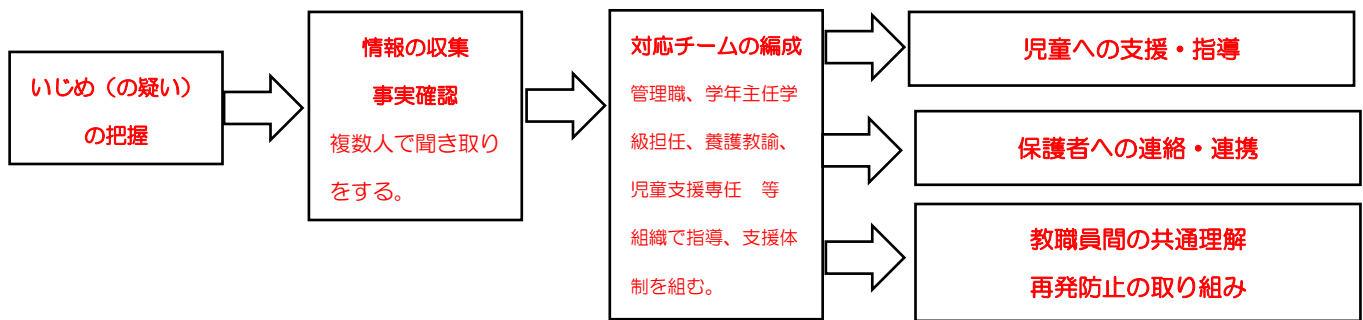 いじめ（の疑い）
の把握
情報の収集
事実確認
複数人で聞き取り
をする。
対応チームの編成
管理職、学年主任学
級担任、養護教諭、
児童支援専任　等
組織で指導、支援体
制を組む。
児童への支援・指導
保護者への連絡・連携
教職員間の共通理解
再発防止の取り組み